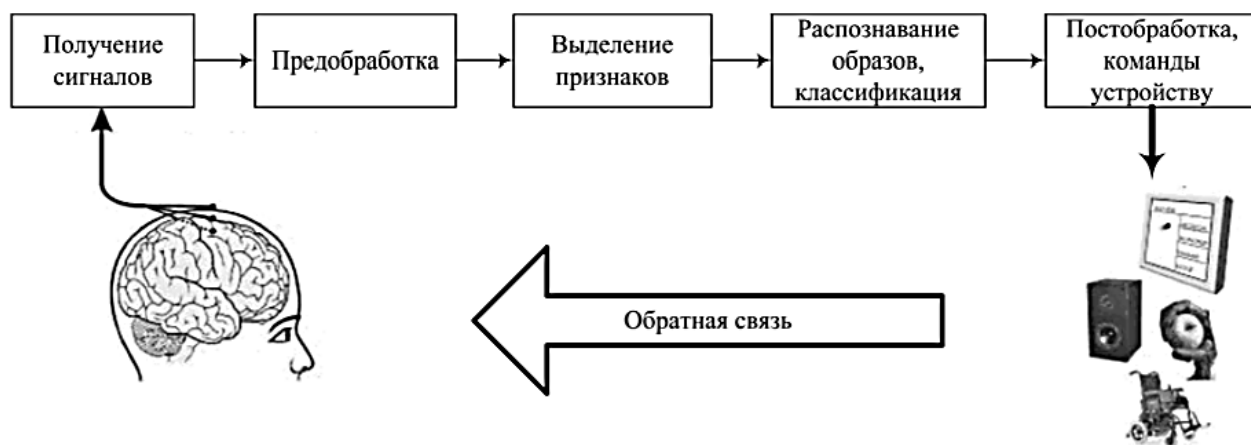 Получение
сигналов
Предобработка
Выделение
признаков
Распознавание
образов,
классификация
Постобработка,
команды
устройству
Обратная связь